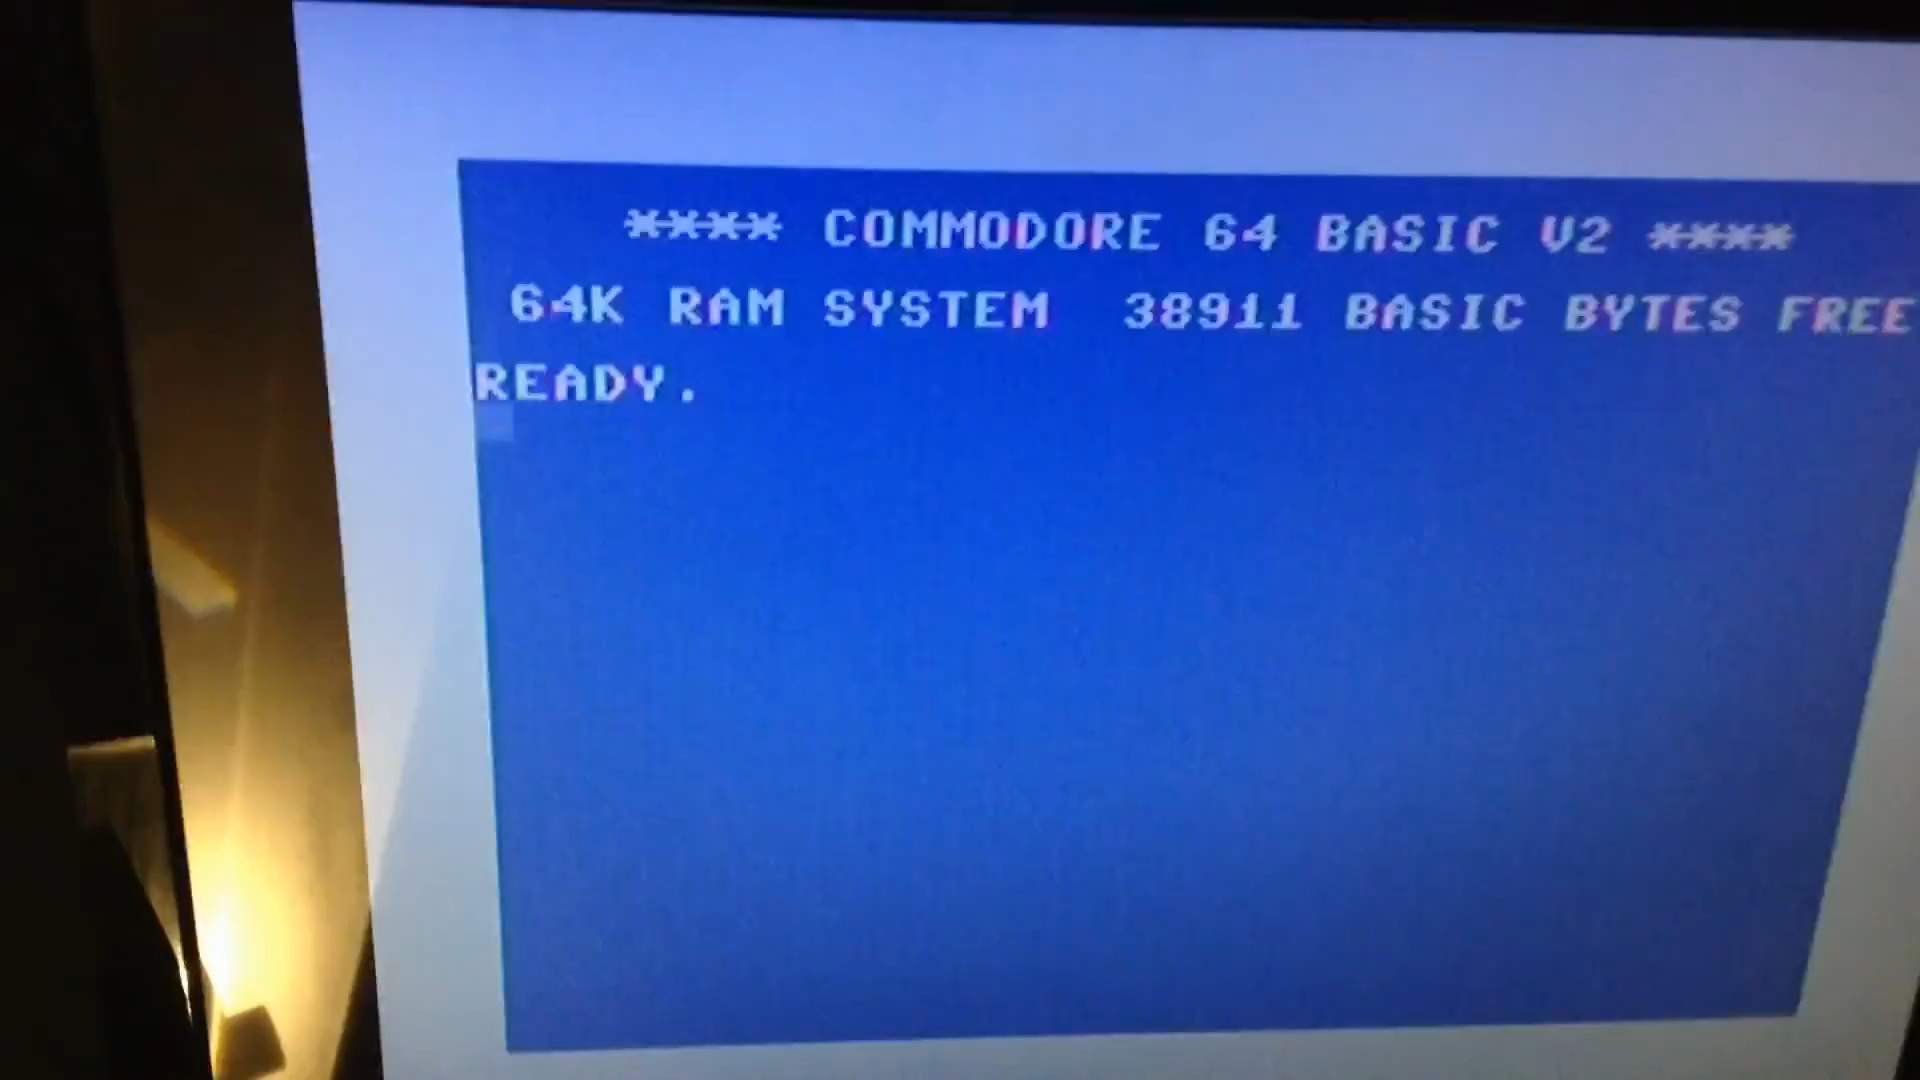 **** COMMODORE 64 BASIC V2 ****
64K RAM SYSTEM  38911 BASIC BYTES FREE
READY.